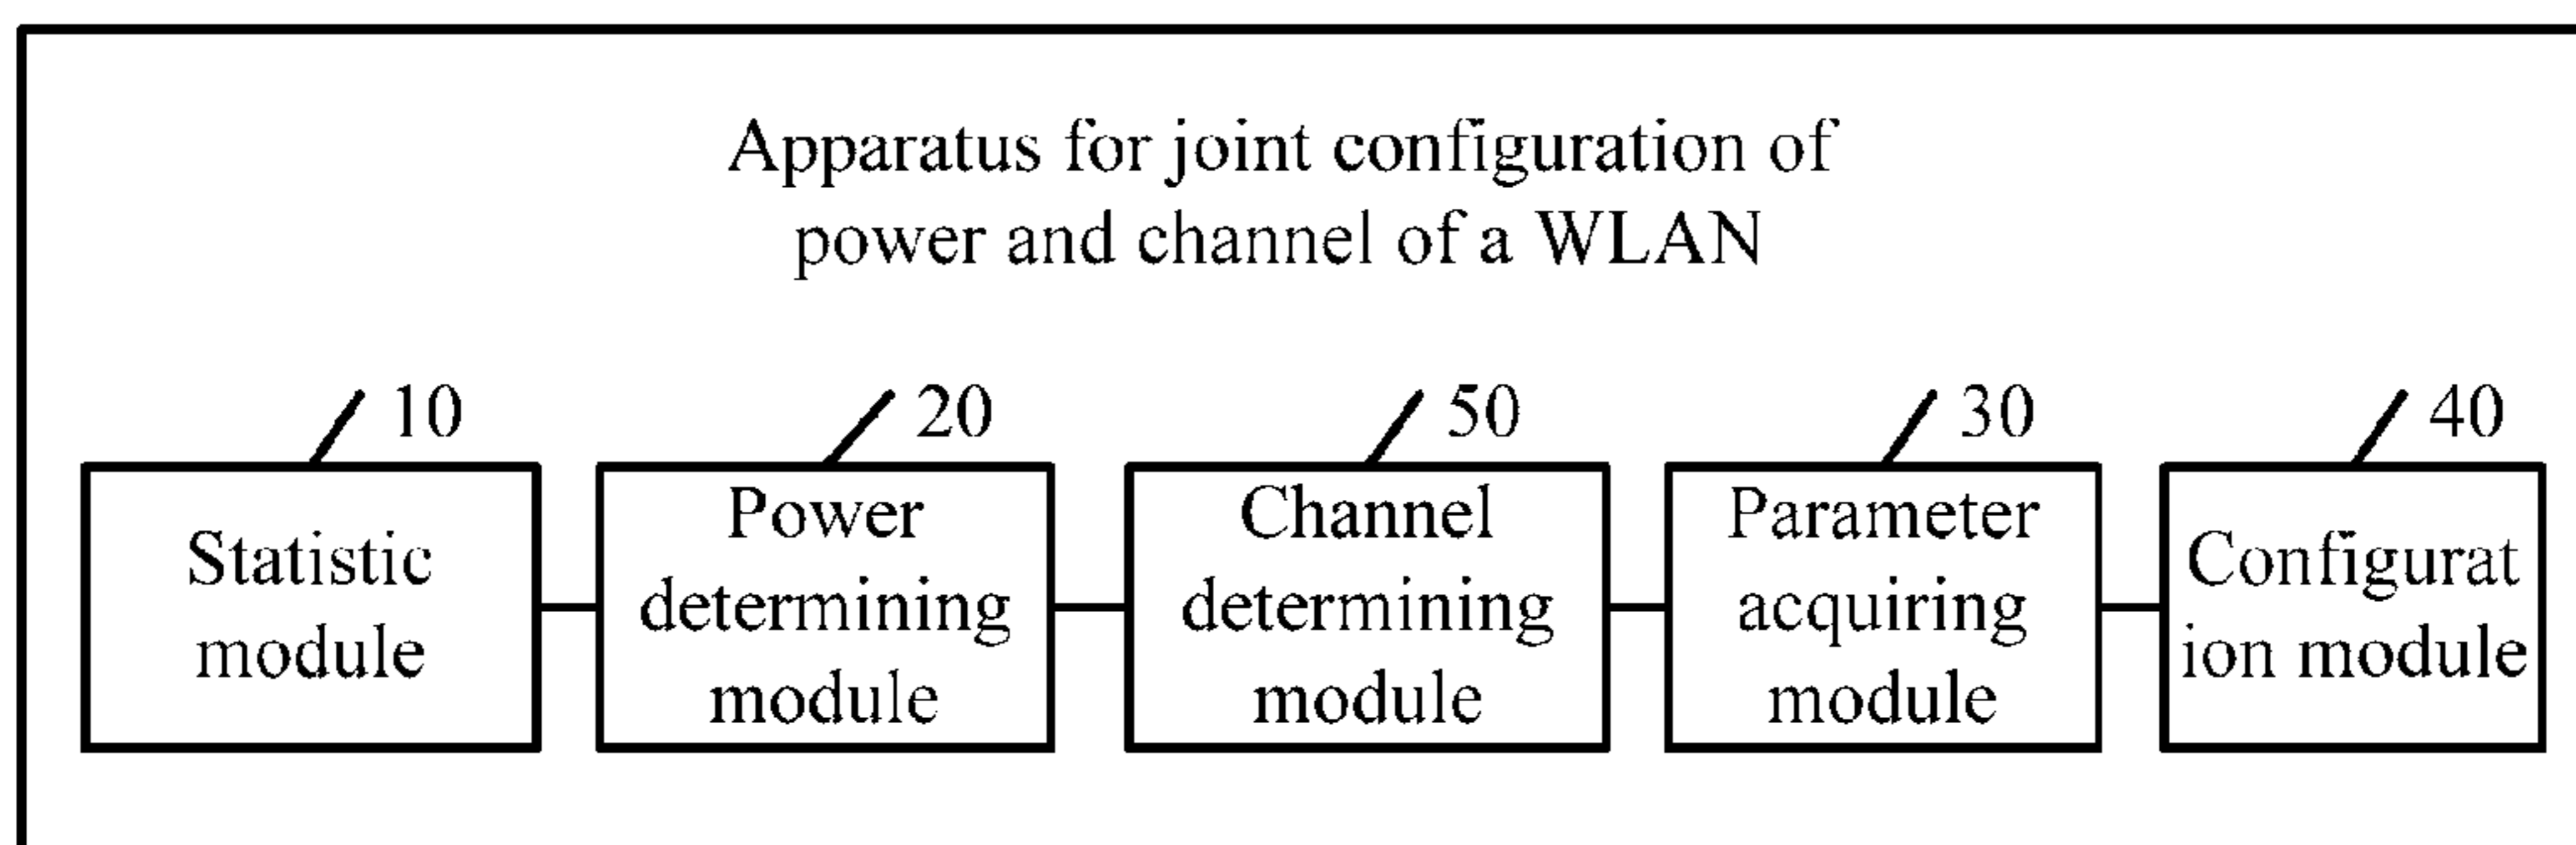 Apparatus for joint configuration of
power and channel of a WLAN
10
20
50
30
40
Statistic
module
Power
determining
module
Channel
determining
module
Parameter
acquiring
module
Configurat
ion module